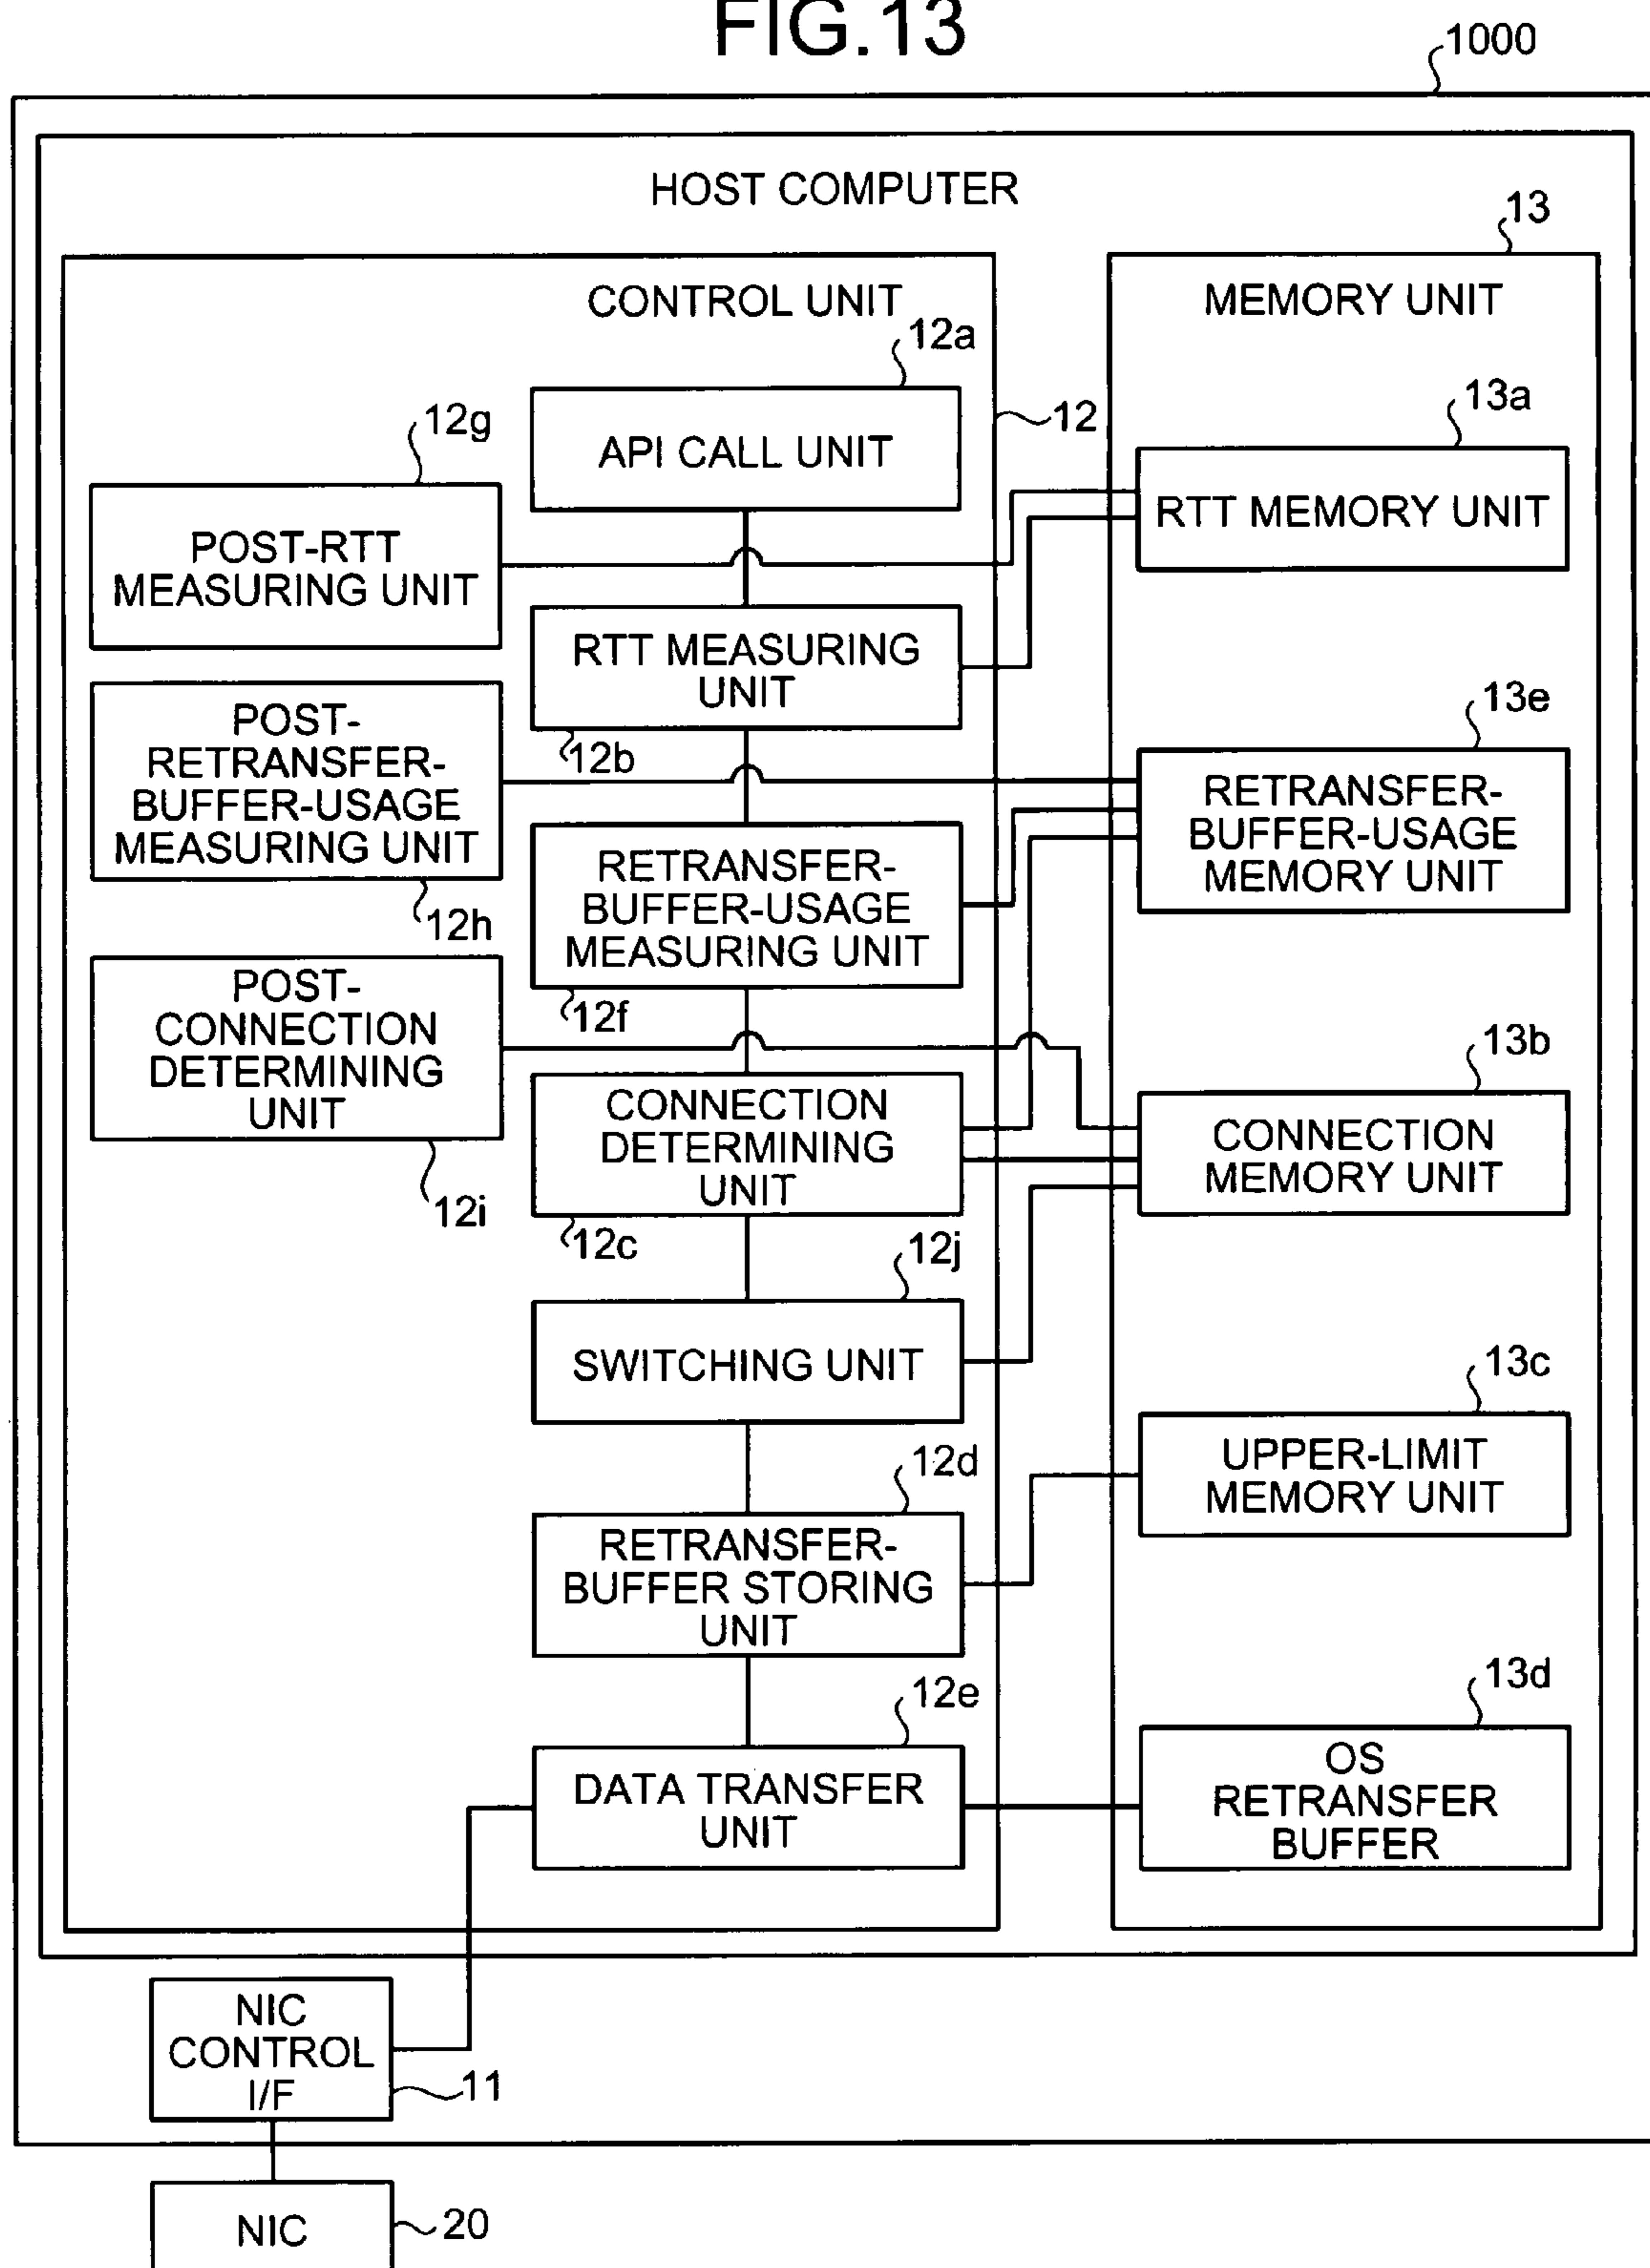 FIG.13
1000
HOST COMPUTER
13
CONTROL UNIT
MEMORY UNIT
12a
12
13a
12g
API CALL UNIT
RTT MEMORY UNIT
POST-RTT
MEASURING UNIT
RTT MEASURING
UNIT
12b
13e
POST-
RETRANSFER-
BUFFER-USAGE
MEASURING UNIT
12h
RETRANSFER-
BUFFER-USAGE
MEMORY UNIT
RETRANSFER-
BUFFER-USAGE
MEASURING UNIT
12f
POST-
CONNECTION
DETERMINING
UNIT
12i
13b
CONNECTION
DETERMINING
UNIT
12c
CONNECTION
MEMORY UNIT
12j
SWITCHING UNIT
13c
UPPER-LIMIT
MEMORY UNIT
12d
RETRANSFER-
BUFFER STORING
UNIT
13d
12e
DATA TRANSFER
UNIT
OS
RETRANSFER
BUFFER
NIC
CONTROL
I/F
11
NIC
20